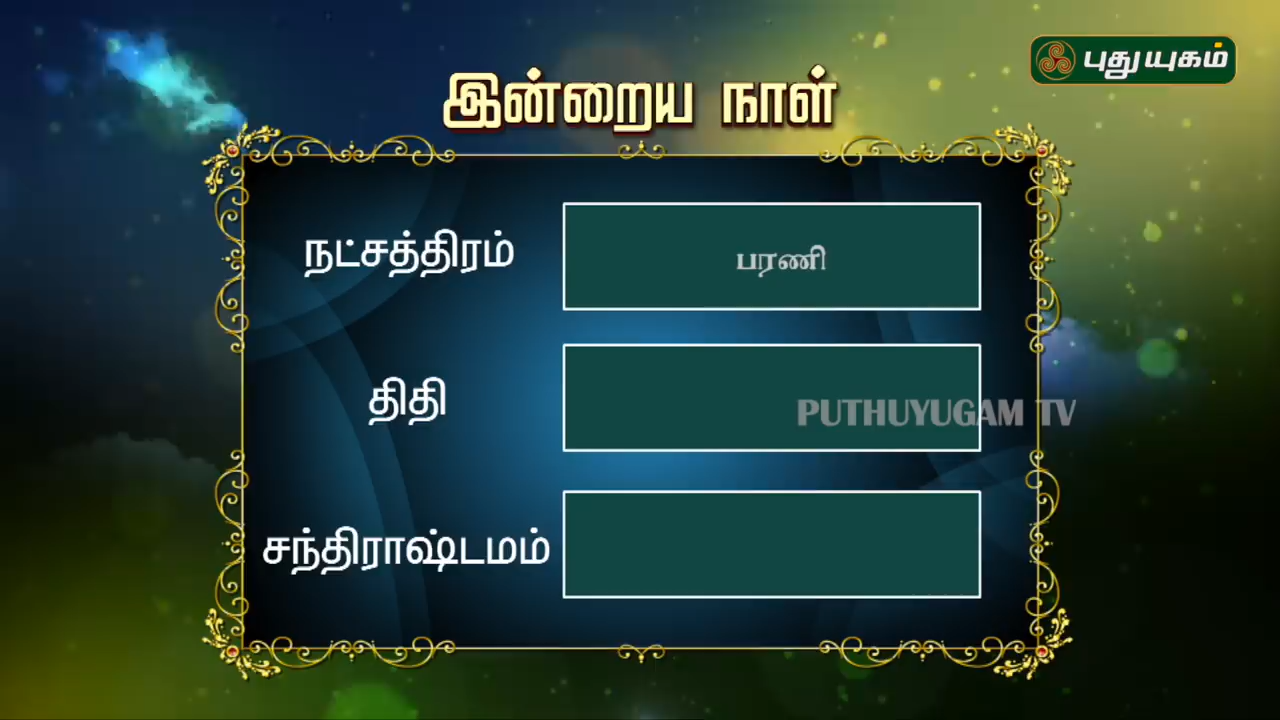 புதுயுகம்
இன்றைய நாள்
நட்சத்திரம்
பரணி
திதி
PUTHUYUGAM TV
சந்திராஷ்டமம்